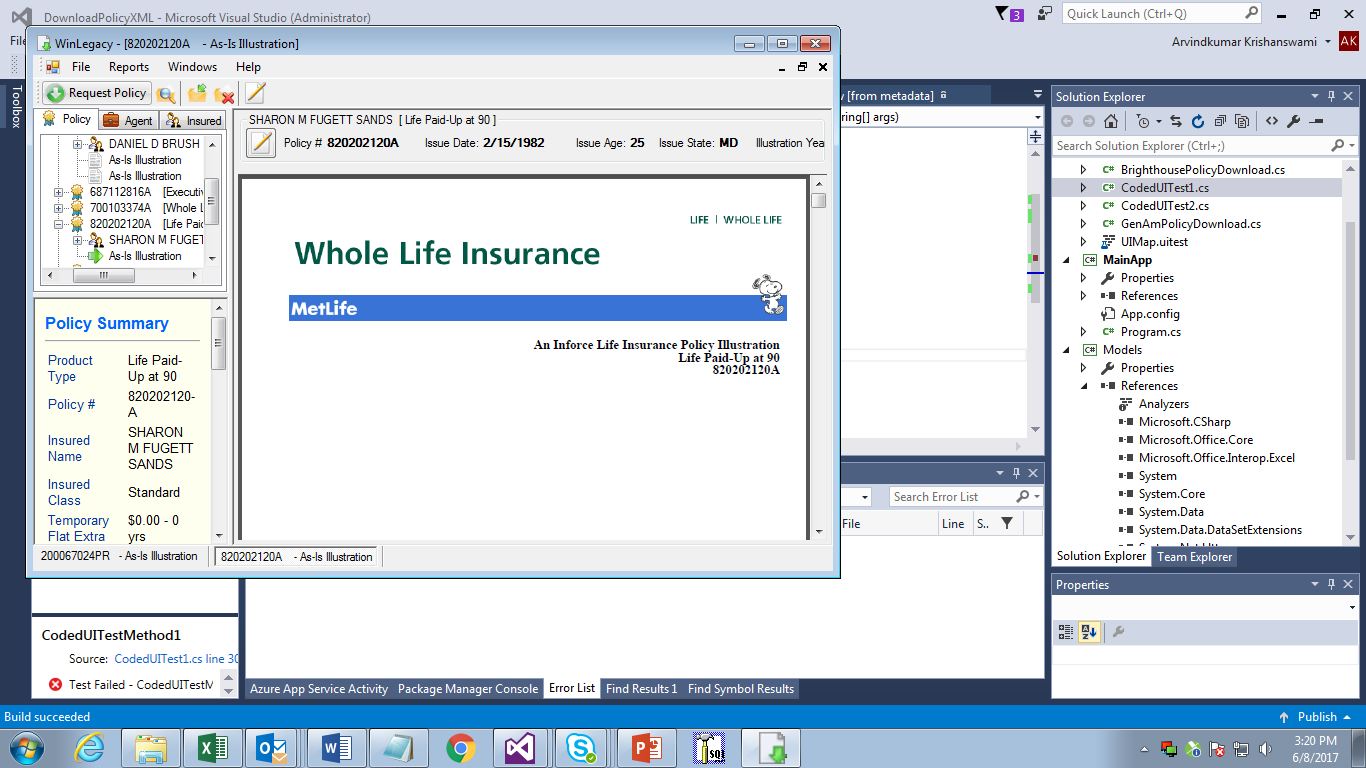 DownloadPolicyXML - Microsoft Visual Studio (Administrator)
3
Quick Launch (Ctrl+Q)
Arvindkumar Krishanswami
AK
WinLegacy - [820202120A - As-Is Illustration]
File Reports Windows Help
Request Policy
Toolbox
Policy Agent Insured
DANIEL D BRUSH
As-Is Illustration
As-Is Illustration
687112816A [Executiv
700103374A [Whole L
820202120A [Life Paid
SHARON M FUGET
As-Is Illustration
SHARON M FUGETT SANDS [ Life Paid-Up at 90 ]
Policy # 820202120A Issue Date: 2/15/1982 Issue Age: 25 Issue State: MD Illustration Yea
LIFE | WHOLE LIFE
Whole Life Insurance
MetLife
An Inforce Life Insurance Policy Illustration
Life Paid-Up at 90
820202120A
Policy Summary
Product Type
Life Paid-Up at 90
Policy #
820202120-A
Insured Name
SHARON M FUGETT SANDS
Insured Class
Standard
Temporary Flat Extra
$0.00 - 0 yrs
200067024PR - As-Is Illustration
820202120A - As-Is Illustration
[from metadata]
ring[] args)
Search Error List
File Line S..
Solution Explorer
Search Solution Explorer (Ctrl+;)
BrighthousePolicyDownload.cs
CodedUITest1.cs
CodedUITest2.cs
GenAmPolicyDownload.cs
UIMap.uitest
MainApp
Properties
References
App.config
Program.cs
Models
Properties
References
Analyzers
Microsoft.CSharp
Microsoft.Office.Core
Microsoft.Office.Interop.Excel
System
System.Core
System.Data
System.Data.DataSetExtensions
Solution Explorer Team Explorer
Properties
CodedUITestMethod1
Source: CodedUITest1.cs line 30
Test Failed - CodedUITestM
Azure App Service Activity Package Manager Console Error List Find Results 1 Find Symbol Results
Build succeeded
Publish
3:20 PM
6/8/2017